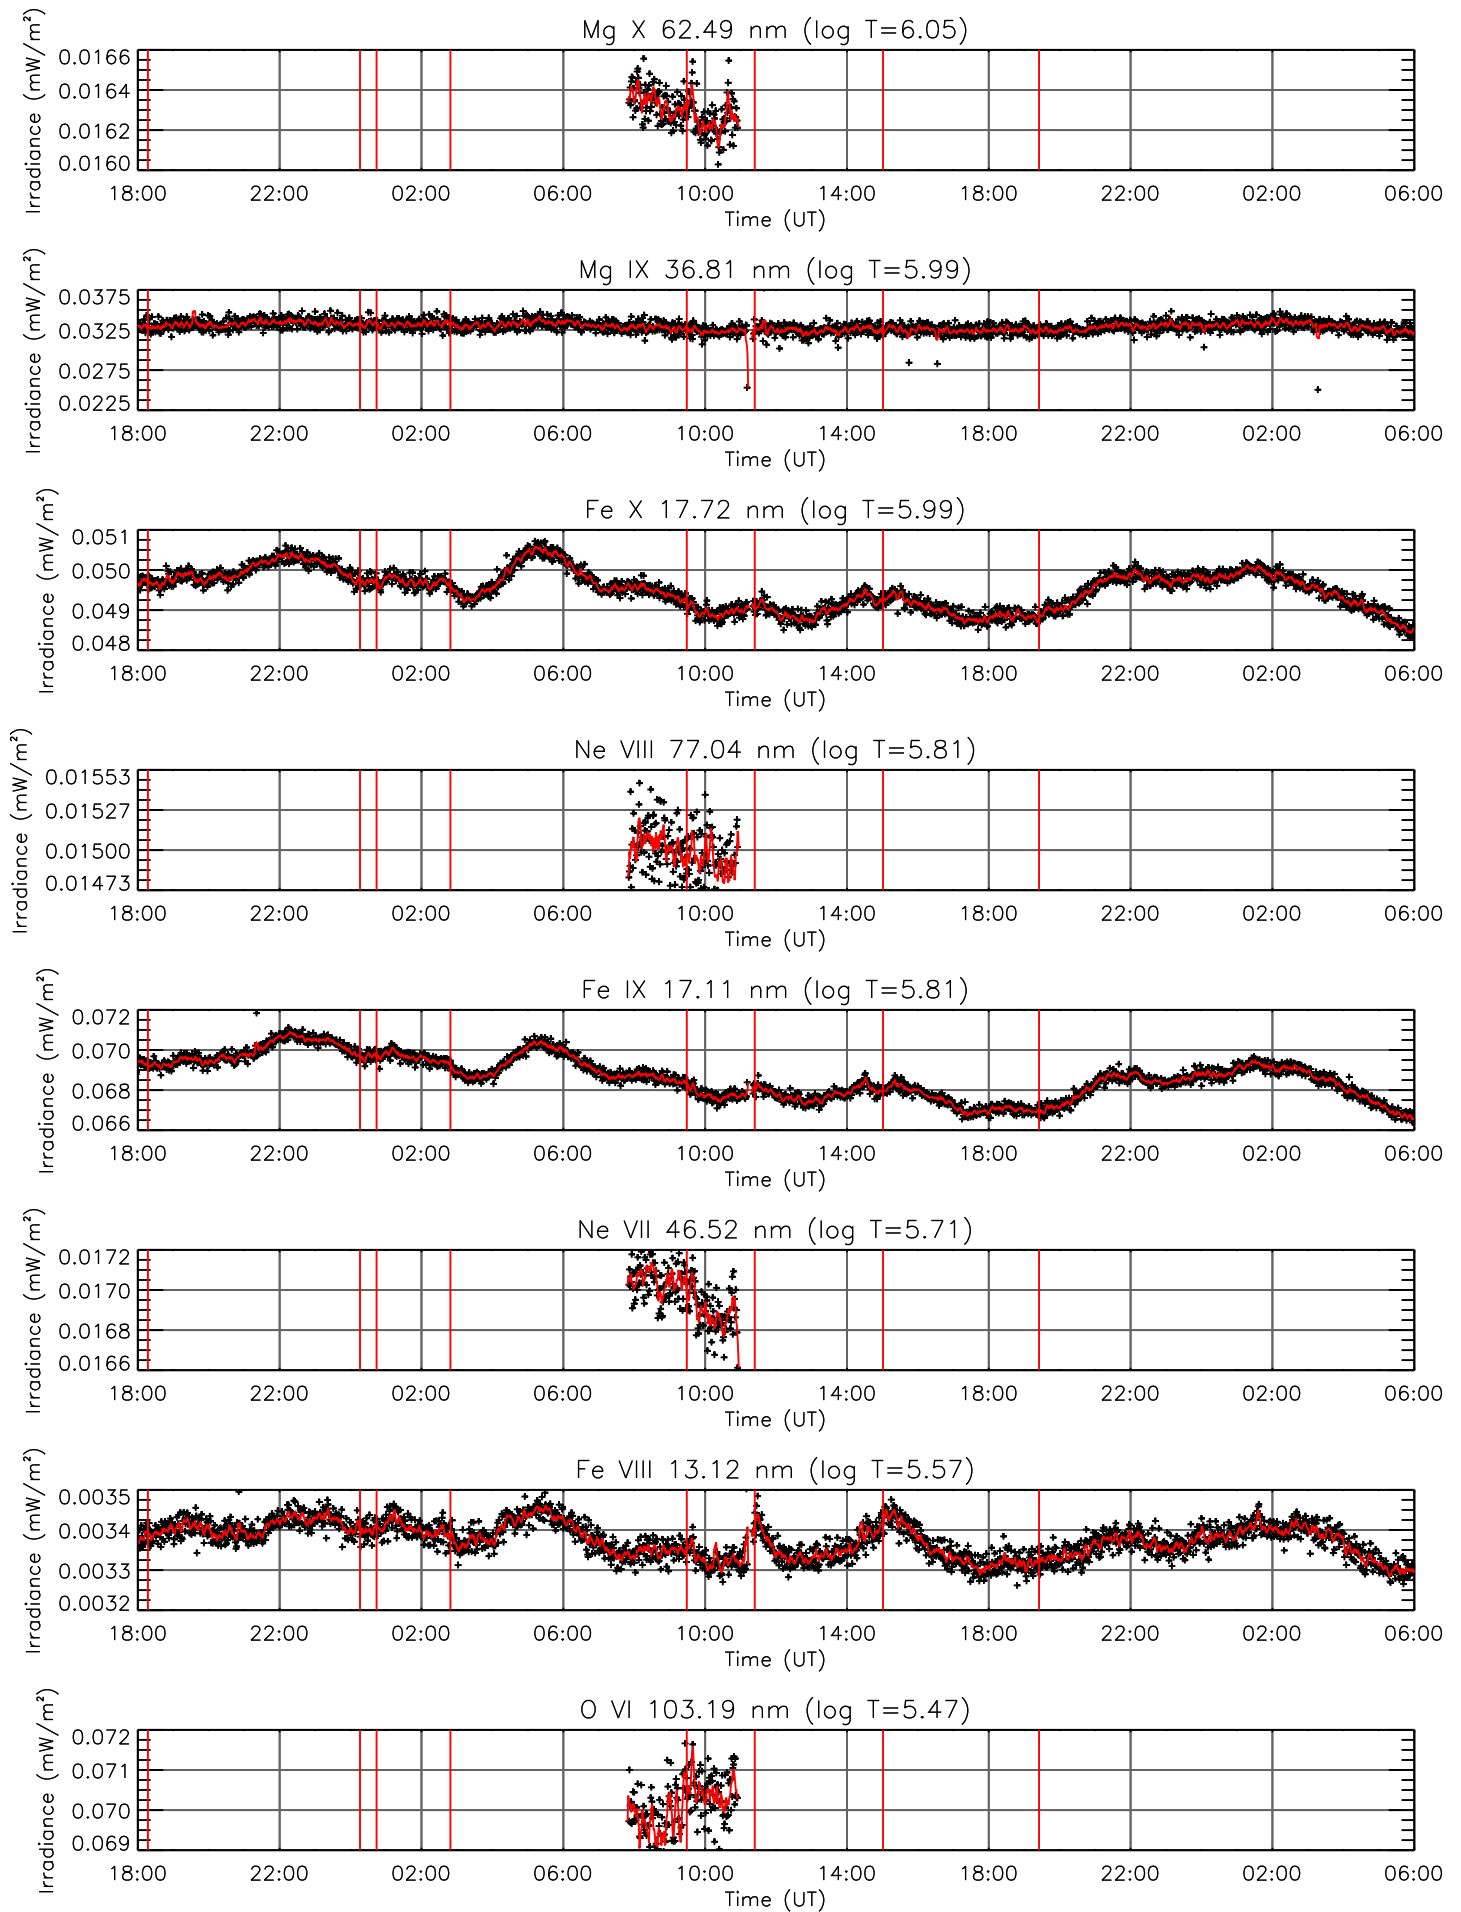 Mg X 62.49 nm (log T=6.05)
Irradiance (mW/m²)
0.0166
0.0164
0.0162
0.0160
18:00 22:00 02:00 06:00 10:00 14:00 18:00 22:00 02:00 06:00
Time (UT)
Mg IX 36.81 nm (log T=5.99)
Irradiance (mW/m²)
0.0375
0.0325
0.0275
0.0225
18:00 22:00 02:00 06:00 10:00 14:00 18:00 22:00 02:00 06:00
Time (UT)
Fe X 17.72 nm (log T=5.99)
Irradiance (mW/m²)
0.051
0.050
0.049
0.048
18:00 22:00 02:00 06:00 10:00 14:00 18:00 22:00 02:00 06:00
Time (UT)
Ne VIII 77.04 nm (log T=5.81)
Irradiance (mW/m²)
0.01553
0.01527
0.01500
0.01473
18:00 22:00 02:00 06:00 10:00 14:00 18:00 22:00 02:00 06:00
Time (UT)
Fe IX 17.11 nm (log T=5.81)
Irradiance (mW/m²)
0.072
0.070
0.068
0.066
18:00 22:00 02:00 06:00 10:00 14:00 18:00 22:00 02:00 06:00
Time (UT)
Ne VII 46.52 nm (log T=5.71)
Irradiance (mW/m²)
0.0172
0.0170
0.0168
0.0166
18:00 22:00 02:00 06:00 10:00 14:00 18:00 22:00 02:00 06:00
Time (UT)
Fe VIII 13.12 nm (log T=5.57)
Irradiance (mW/m²)
0.0035
0.0034
0.0033
0.0032
18:00 22:00 02:00 06:00 10:00 14:00 18:00 22:00 02:00 06:00
Time (UT)
O VI 103.19 nm (log T=5.47)
Irradiance (mW/m²)
0.072
0.071
0.070
0.069
18:00 22:00 02:00 06:00 10:00 14:00 18:00 22:00 02:00 06:00
Time (UT)